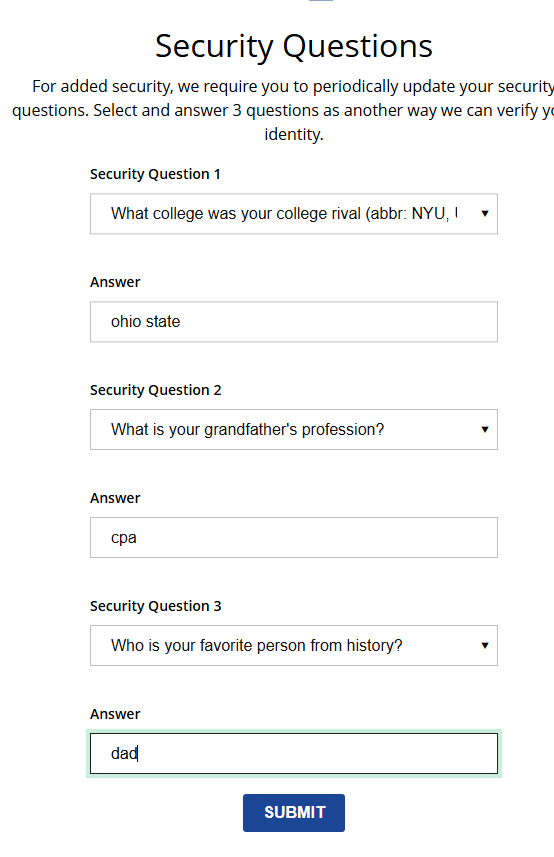 Security Questions
For added security, we require you to periodically update your security
questions. Select and answer 3 questions as another way we can verify yo
identity.
Security Question 1
What college was your college rival (abbr: NYU,
Answer
ohio state
Security Question 2
What is your grandfather's profession?
Answer
cpa
Security Question 3
Who is your favorite person from history?
Answer
dad
SUBMIT